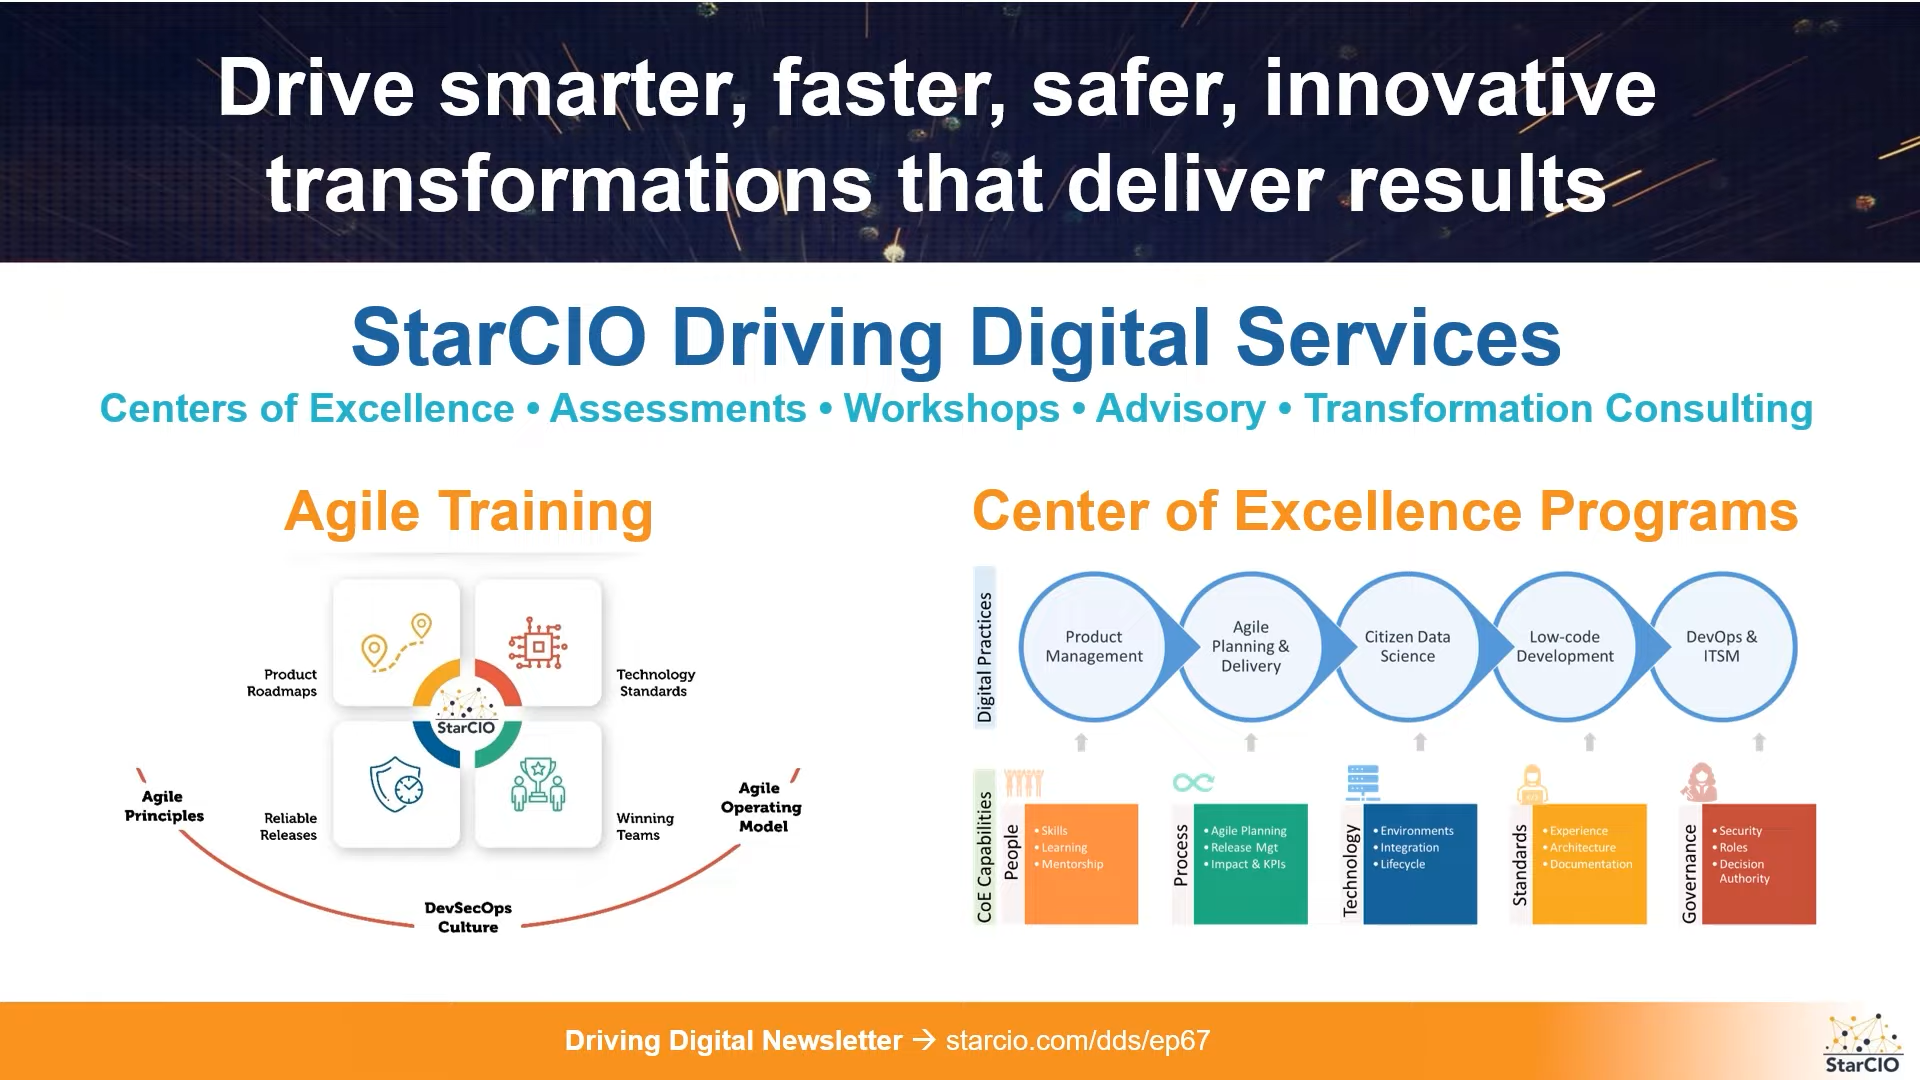 Drive smarter, faster, safer, innovative
transformations that deliver results
StarCIO Driving Digital Services
Centers of Excellence • Assessments • Workshops • Advisory • Transformation Consulting
Agile Training
Product
Roadmaps
Technology
Standards
StarCIO
Reliable
Releases
Winning
Teams
Agile
Principles
DevSecOps
Culture
Agile
Operating
Model
Center of Excellence Programs
Digital Practices
Product
Management
Agile
Planning &
Delivery
Citizen Data
Science
Low-code
Development
DevOps &
ITSM
CoE Capabilities
People
• Skills
• Learning
• Mentorship
Process
• Agile Planning
• Release Mgt
• Impact & KPIs
Technology
• Environments
• Integration
• Lifecycle
Standards
• Experience
• Architecture
• Documentation
Governance
• Security
• Roles
• Decision
Authority
Driving Digital Newsletter → starcio.com/dds/ep67
StarCIO